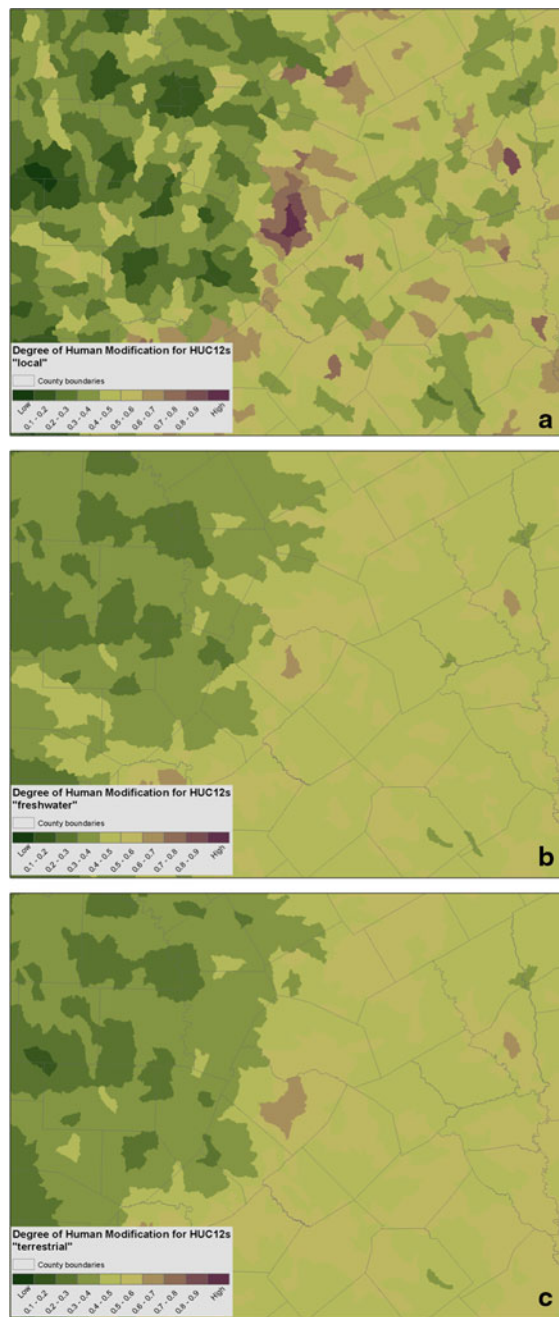 Degree of Human Modification for HUC12s
"local"
County boundaries
Low
0.1 - 0.2
0.2 - 0.3
0.3 - 0.4
0.4 - 0.5
0.5 - 0.6
0.6 - 0.7
0.7 - 0.8
0.8 - 0.9
High
a
Degree of Human Modification for HUC12s
"freshwater"
County boundaries
Low
0.1 - 0.2
0.2 - 0.3
0.3 - 0.4
0.4 - 0.5
0.5 - 0.6
0.6 - 0.7
0.7 - 0.8
0.8 - 0.9
High
b
Degree of Human Modification for HUC12s
"terrestrial"
County boundaries
Low
0.1 - 0.2
0.2 - 0.3
0.3 - 0.4
0.4 - 0.5
0.5 - 0.6
0.6 - 0.7
0.7 - 0.8
0.8 - 0.9
High
c